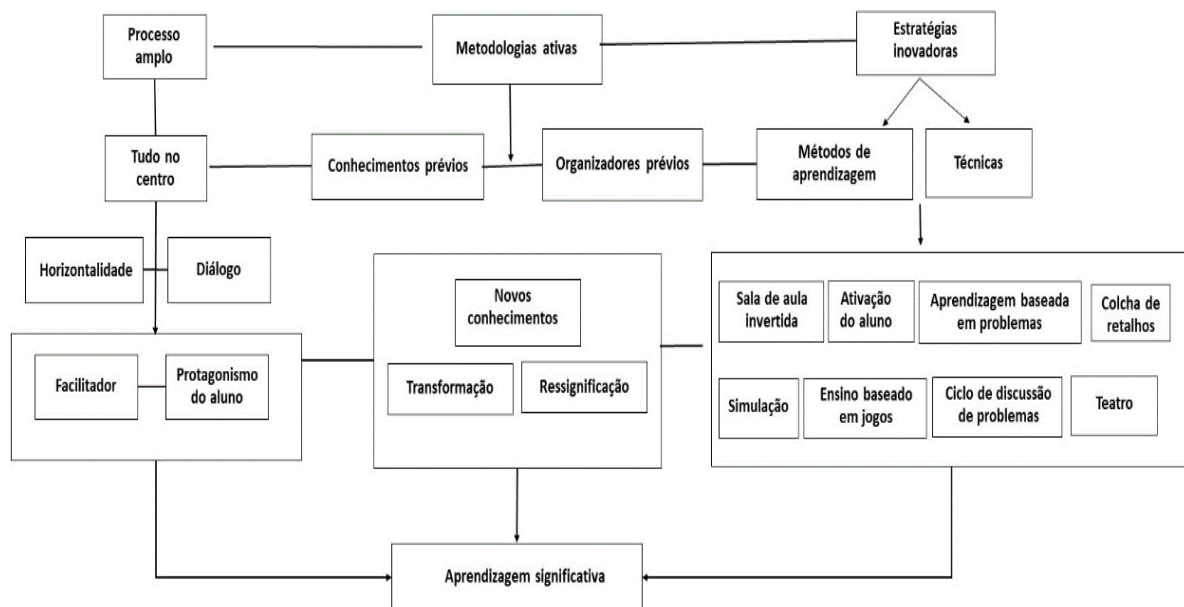 Processo
amplo
Metodologias ativas
Estratégias
inovadoras
Tudo no
centro
Conhecimentos prévios
Organizadores prévios
Métodos de
aprendizagem
Técnicas
Horizontalidade
Diálogo
Facilitador
Protagonismo
do aluno
Novos
conhecimentos
Transformação
Ressignificação
Sala de aula
invertida
Ativação
do aluno
Aprendizagem baseada
em problemas
Colcha de
retalhos
Simulação
Ensino baseado
em jogos
Ciclo de discussão
de problemas
Teatro
Aprendizagem significativa